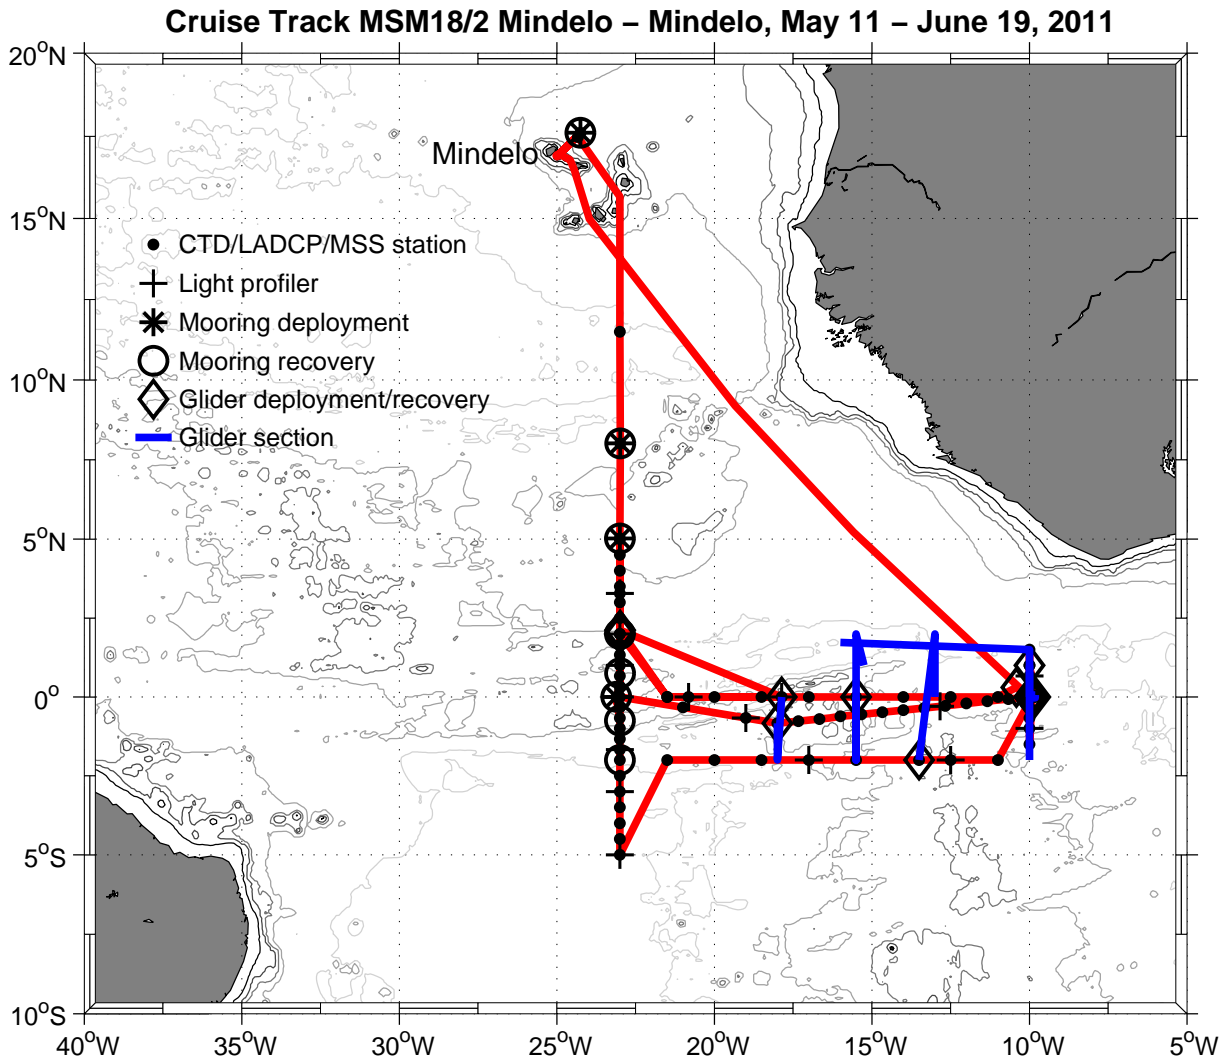 Cruise Track MSM18/2 Mindelo – Mindelo, May 11 – June 19, 2011
20°N
Mindelo
15°N
CTD/LADCP/MSS station
Light profiler
Mooring deployment
Mooring recovery
10°N
Glider deployment/recovery
Glider section
5°N
0°
5°S
10°S
40°W 35°W 30°W 25°W 20°W 15°W 10°W 5°W